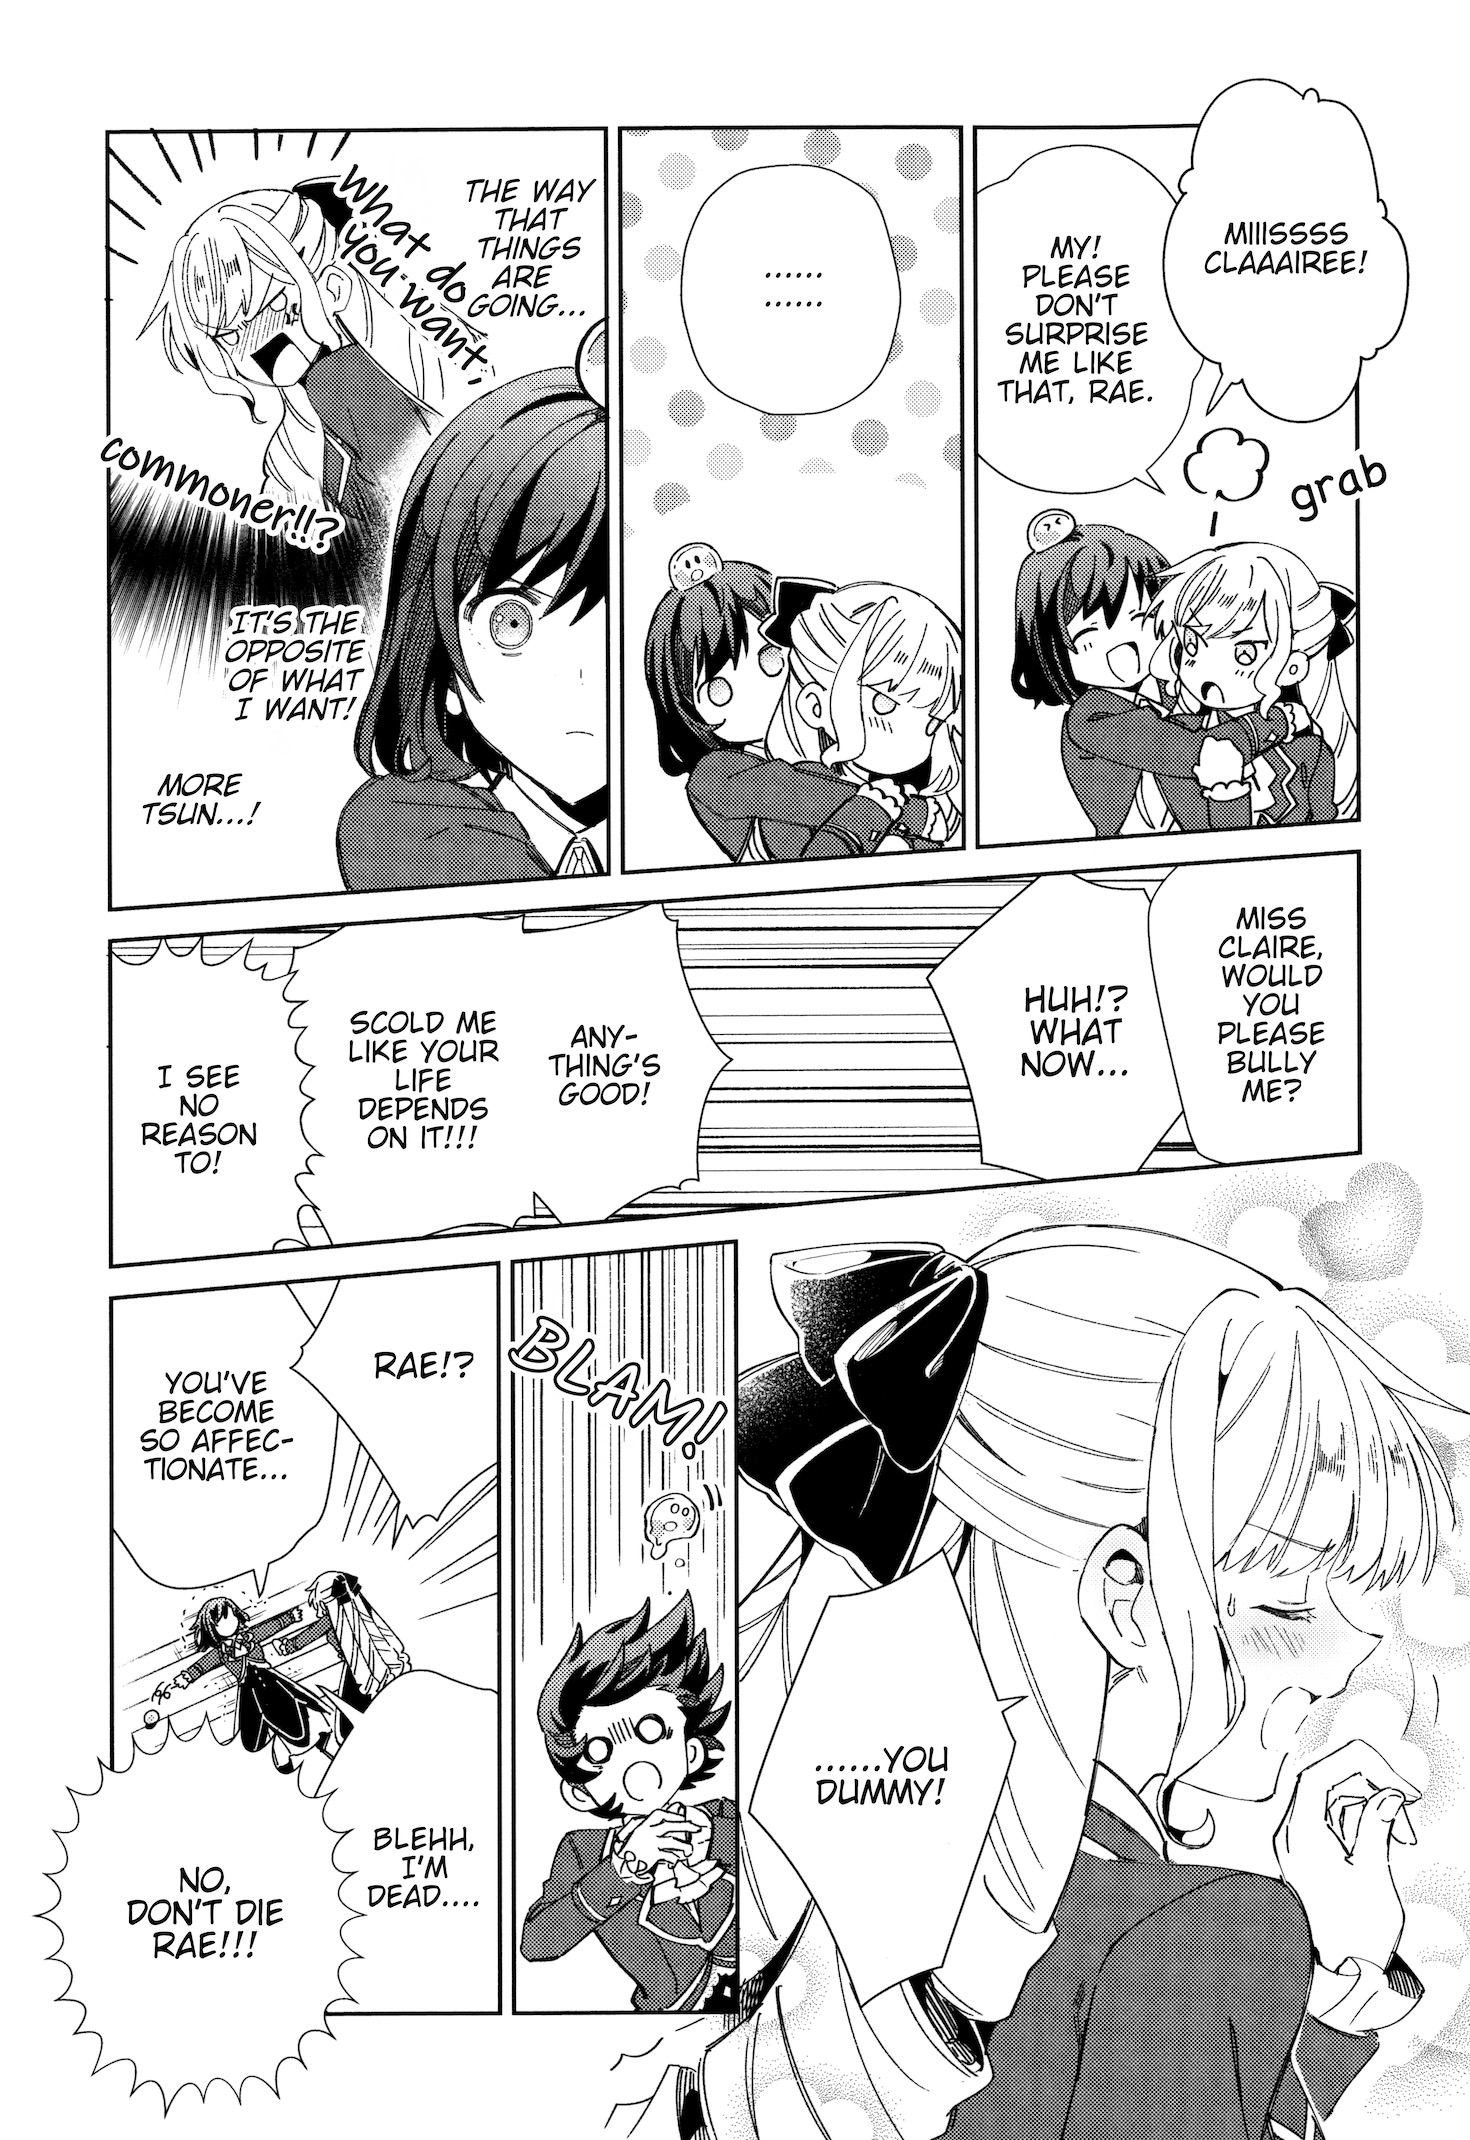 MIIISSSS
CLAAAIREE!
grab
MY!
PLEASE
DON'T
SURPRISE
ME LIKE
THAT, RAE.
......
......
THE WAY
THAT
THINGS
ARE
GOING...
What do
you want,
commoner!!?
IT'S THE
OPPOSITE
OF WHAT
I WANT!
MORE
TSUN...!
MISS
CLAIRE,
WOULD
YOU
PLEASE
BULLY
ME?
HUH!?
WHAT
NOW...
ANY-
THING'S
GOOD!
SCOLD ME
LIKE YOUR
LIFE
DEPENDS
ON IT!!!
I SEE
NO
REASON
TO!
......YOU
DUMMY!
BLAM!
RAE!?
YOU'VE
BECOME
SO AFFEC-
TIONATE...
BLEHH,
I'M
DEAD....
NO,
DON'T DIE
RAE!!!